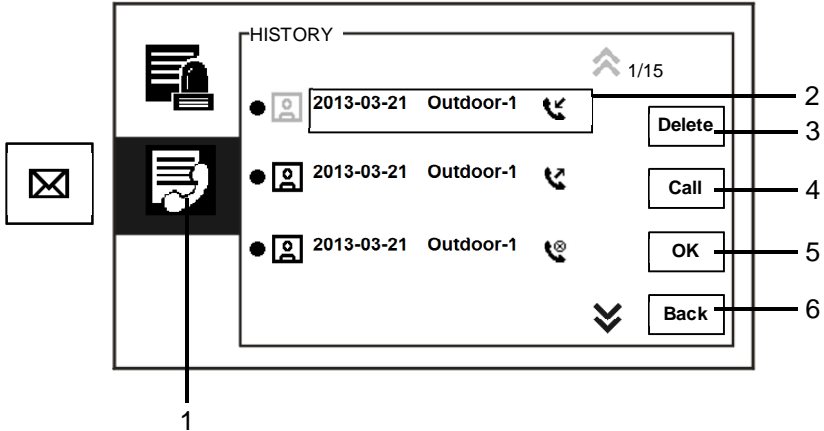 HISTORY
1/15
2013-03-21 Outdoor-1
2
Delete
3
2013-03-21 Outdoor-1
Call
4
2013-03-21 Outdoor-1
OK
5
Back
6
1